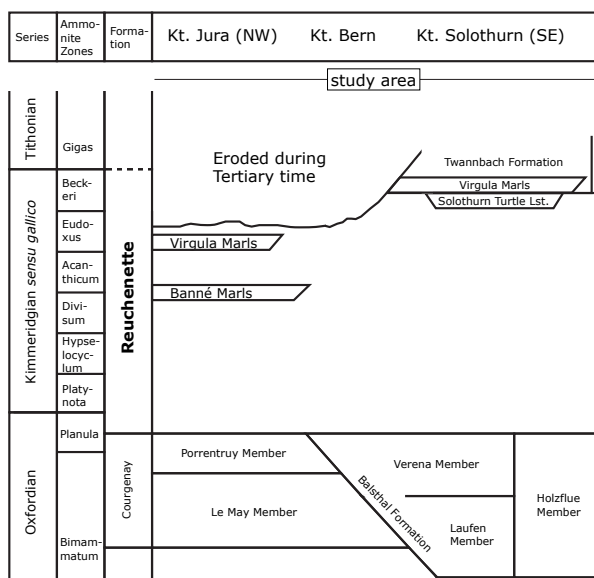 Series
Ammo-
nite
Zones
Forma-
tion
Kt. Jura (NW)
Kt. Bern
Kt. Solothurn (SE)
study area
Tithonian
Gigas
Eroded during
Tertiary time
Twannbach Formation
Virgula Marls
Solothurn Turtle Lst.
Kimmeridgian sensu gallico
Beck-
eri
Eudo-
xus
Acan-
thicum
Divi-
sum
Hypse-
locyc-
lum
Platy-
nota
Reuchenette
Virgula Marls
Banné Marls
Oxfordian
Planula
Bimam-
matum
Courgenay
Porrentruy Member
Le May Member
Balsthal Formation
Verena Member
Laufen
Member
Holzflue
Member